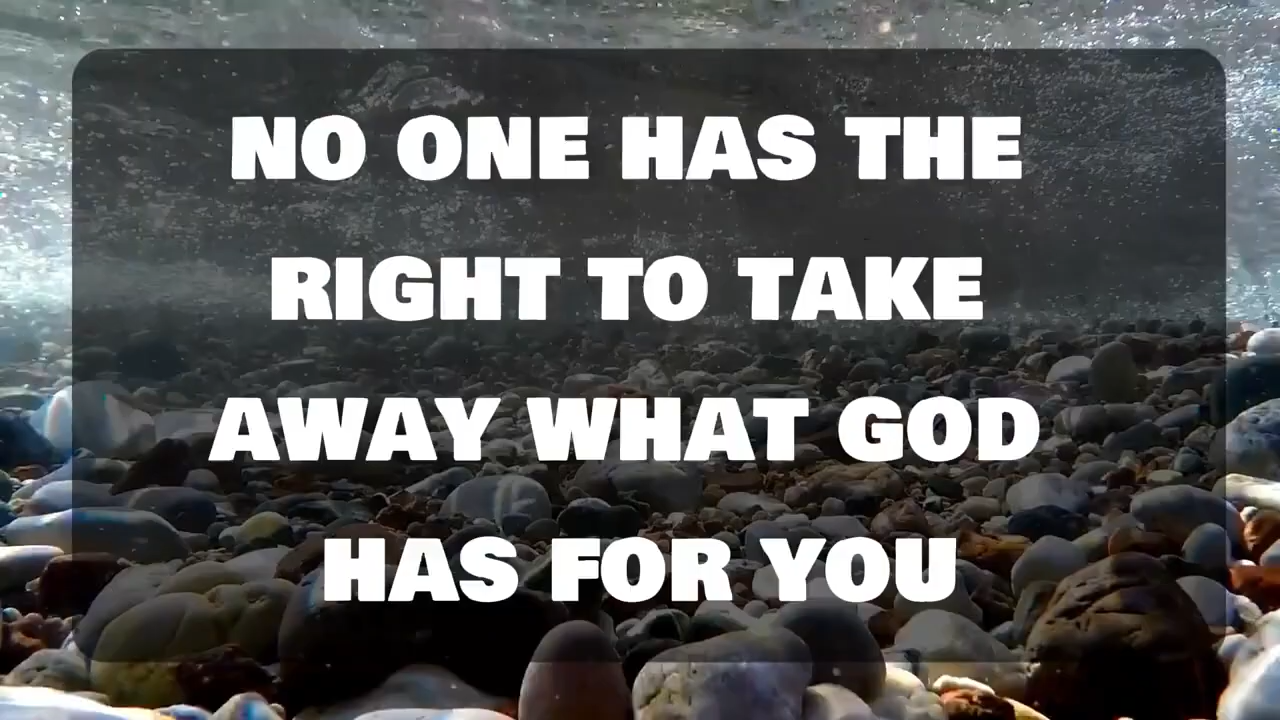 NO ONE HAS THE
RIGHT TO TAKE
AWAY WHAT GOD
HAS FOR YOU